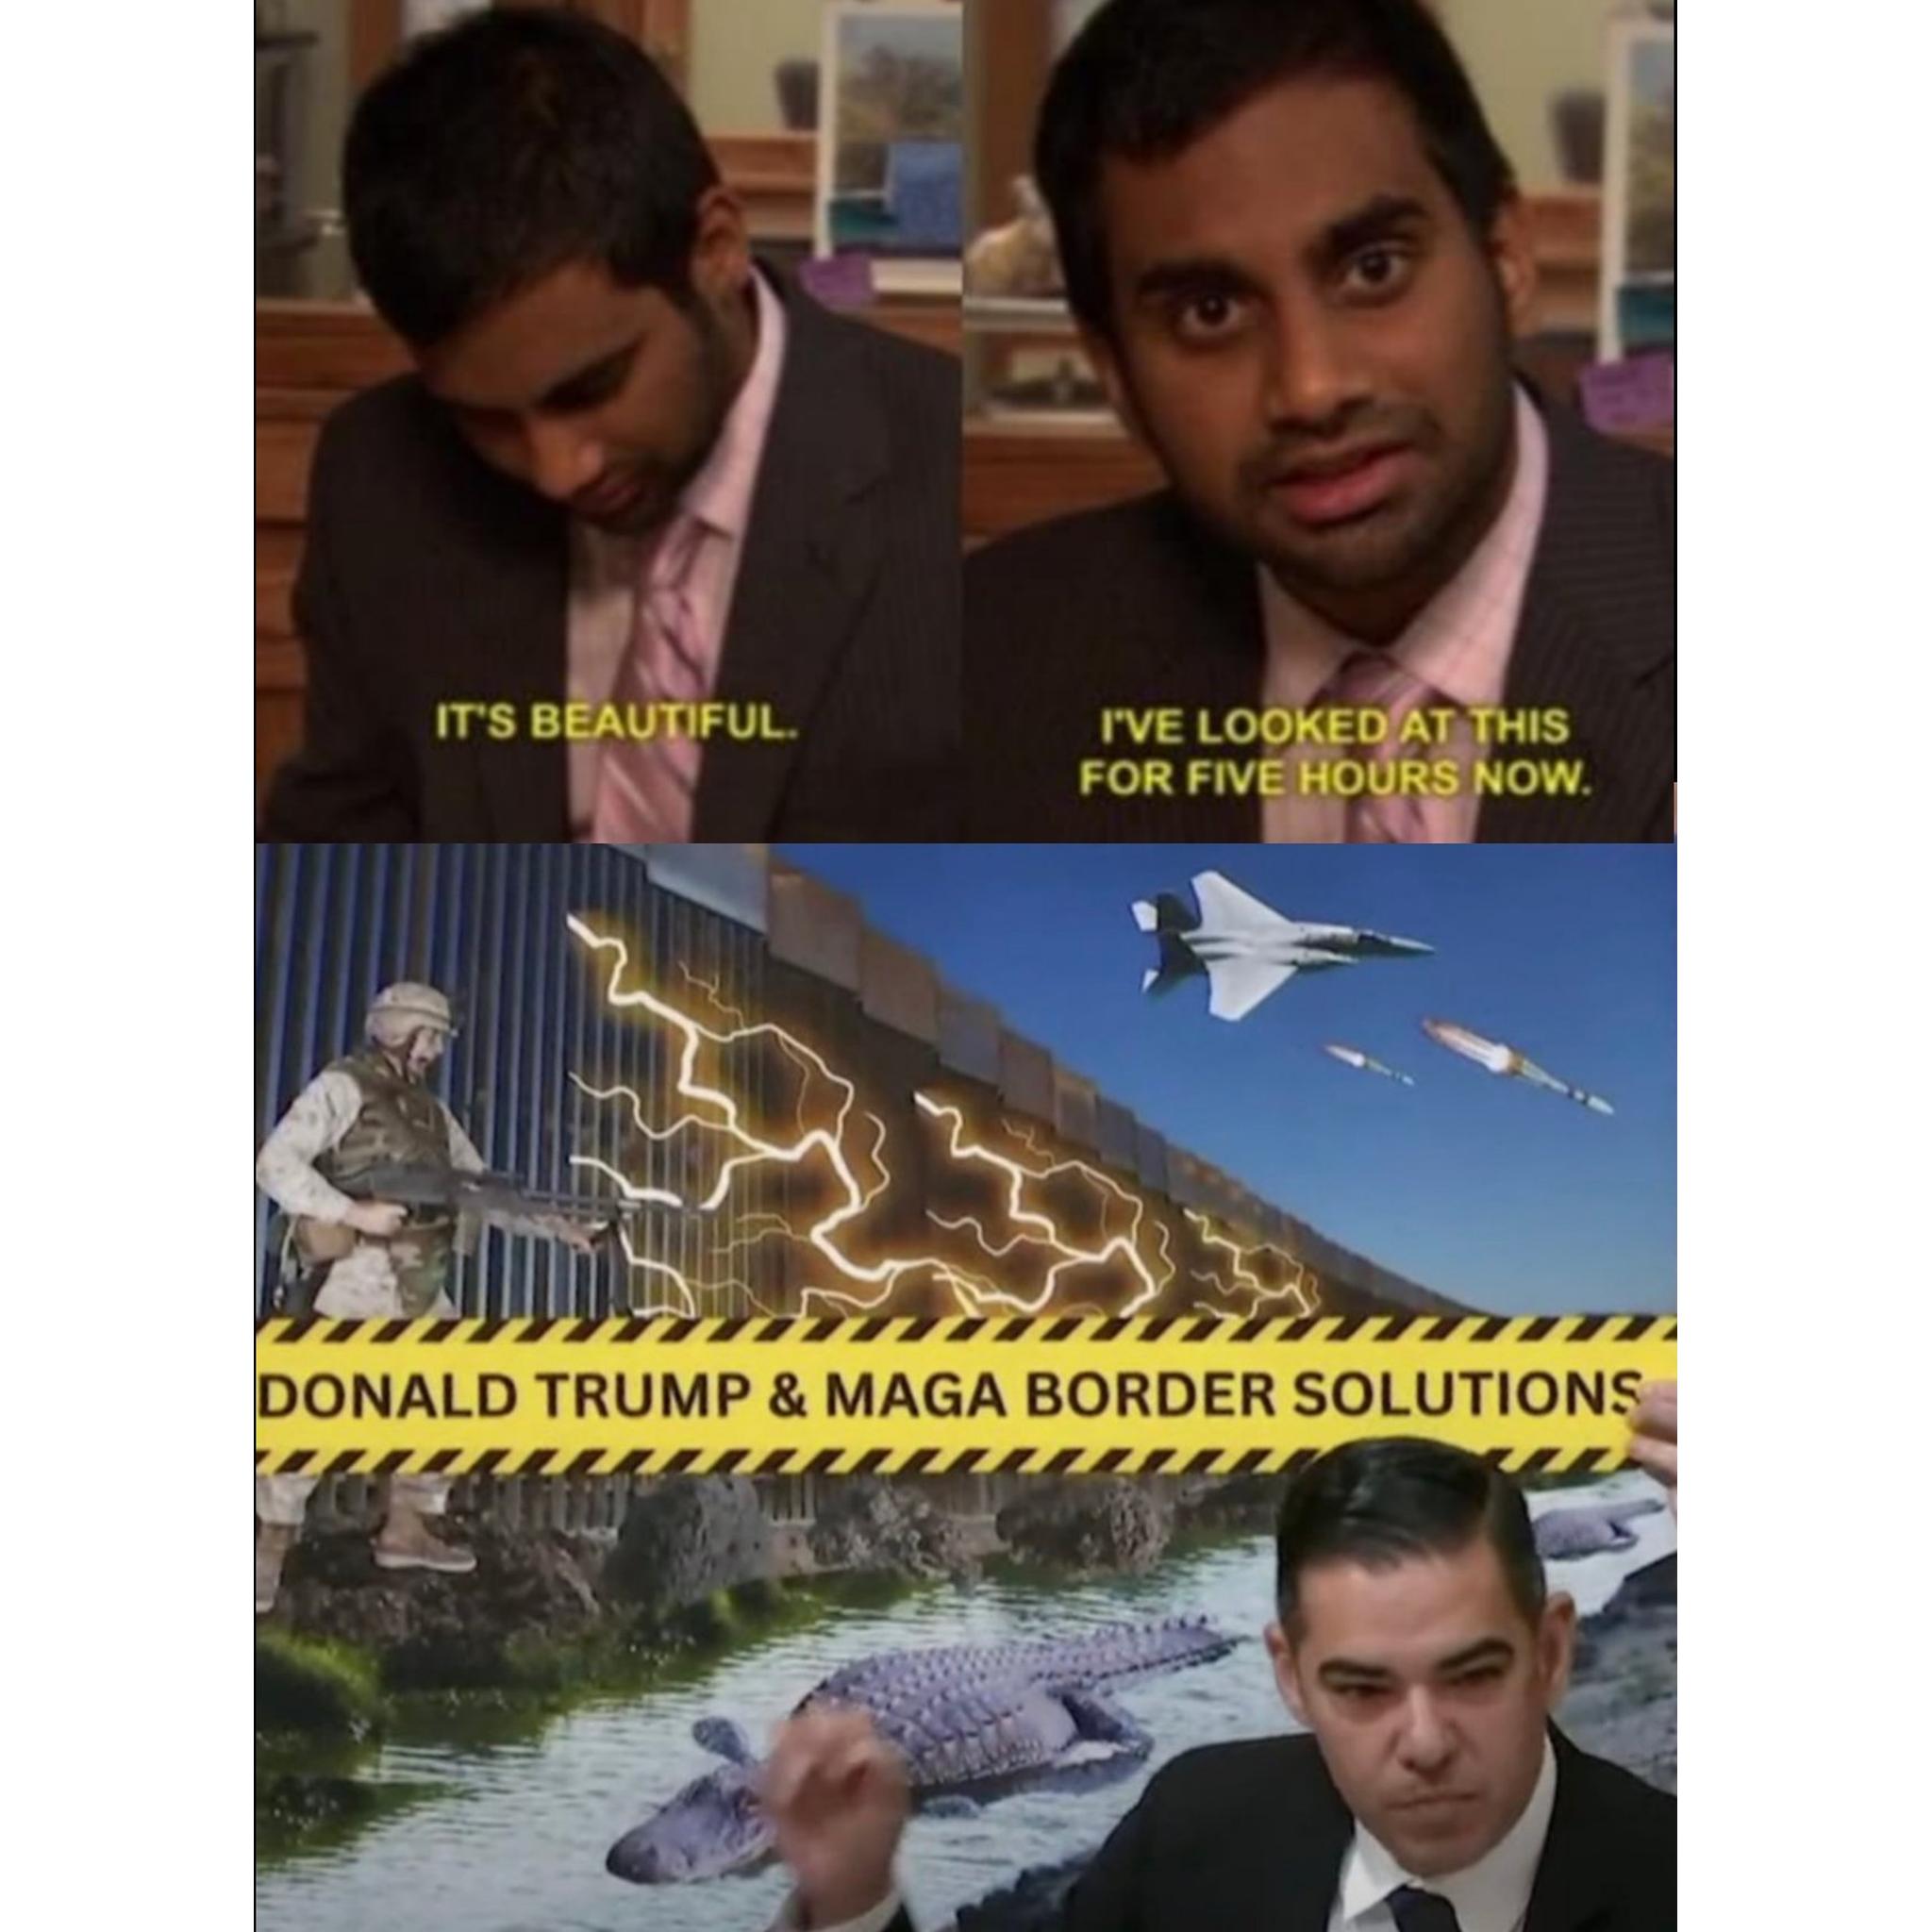 IT'S BEAUTIFUL.
I'VE LOOKED AT THIS
FOR FIVE HOURS NOW.
DONALD TRUMP & MAGA BORDER SOLUTIONS